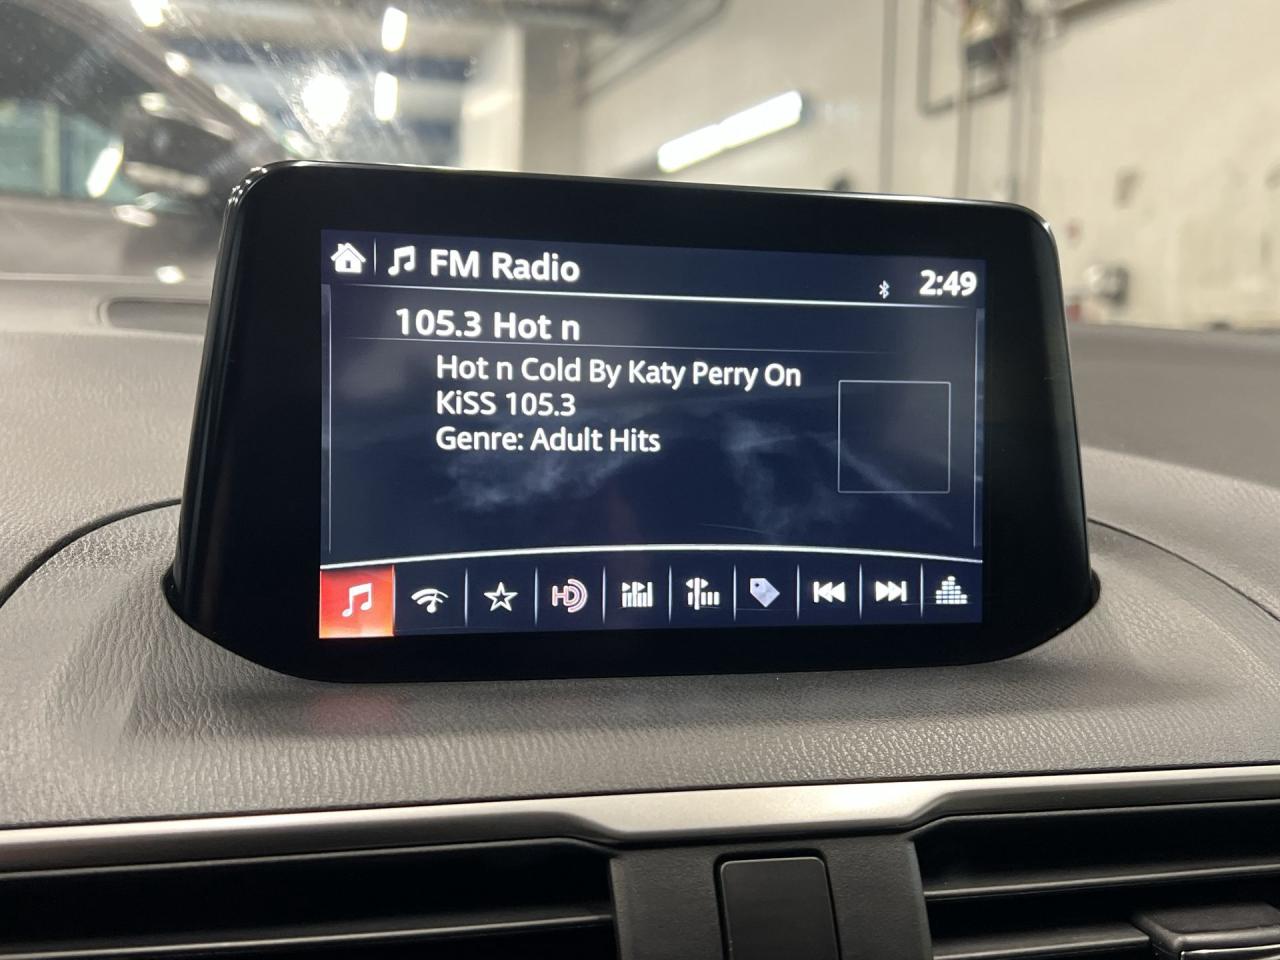 FM Radio
2:49
105.3 Hot n
Hot n Cold By Katy Perry On
KiSS 105.3
Genre: Adult Hits
HD